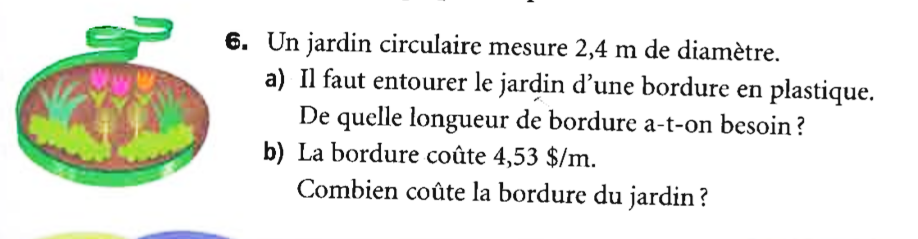 6. Un jardin circulaire mesure 2,4 m de diamètre.
a) Il faut entourer le jardin d'une bordure en plastique.
De quelle longueur de bordure a-t-on besoin ?
b) La bordure coûte 4,53 $/m.
Combien coûte la bordure du jardin ?